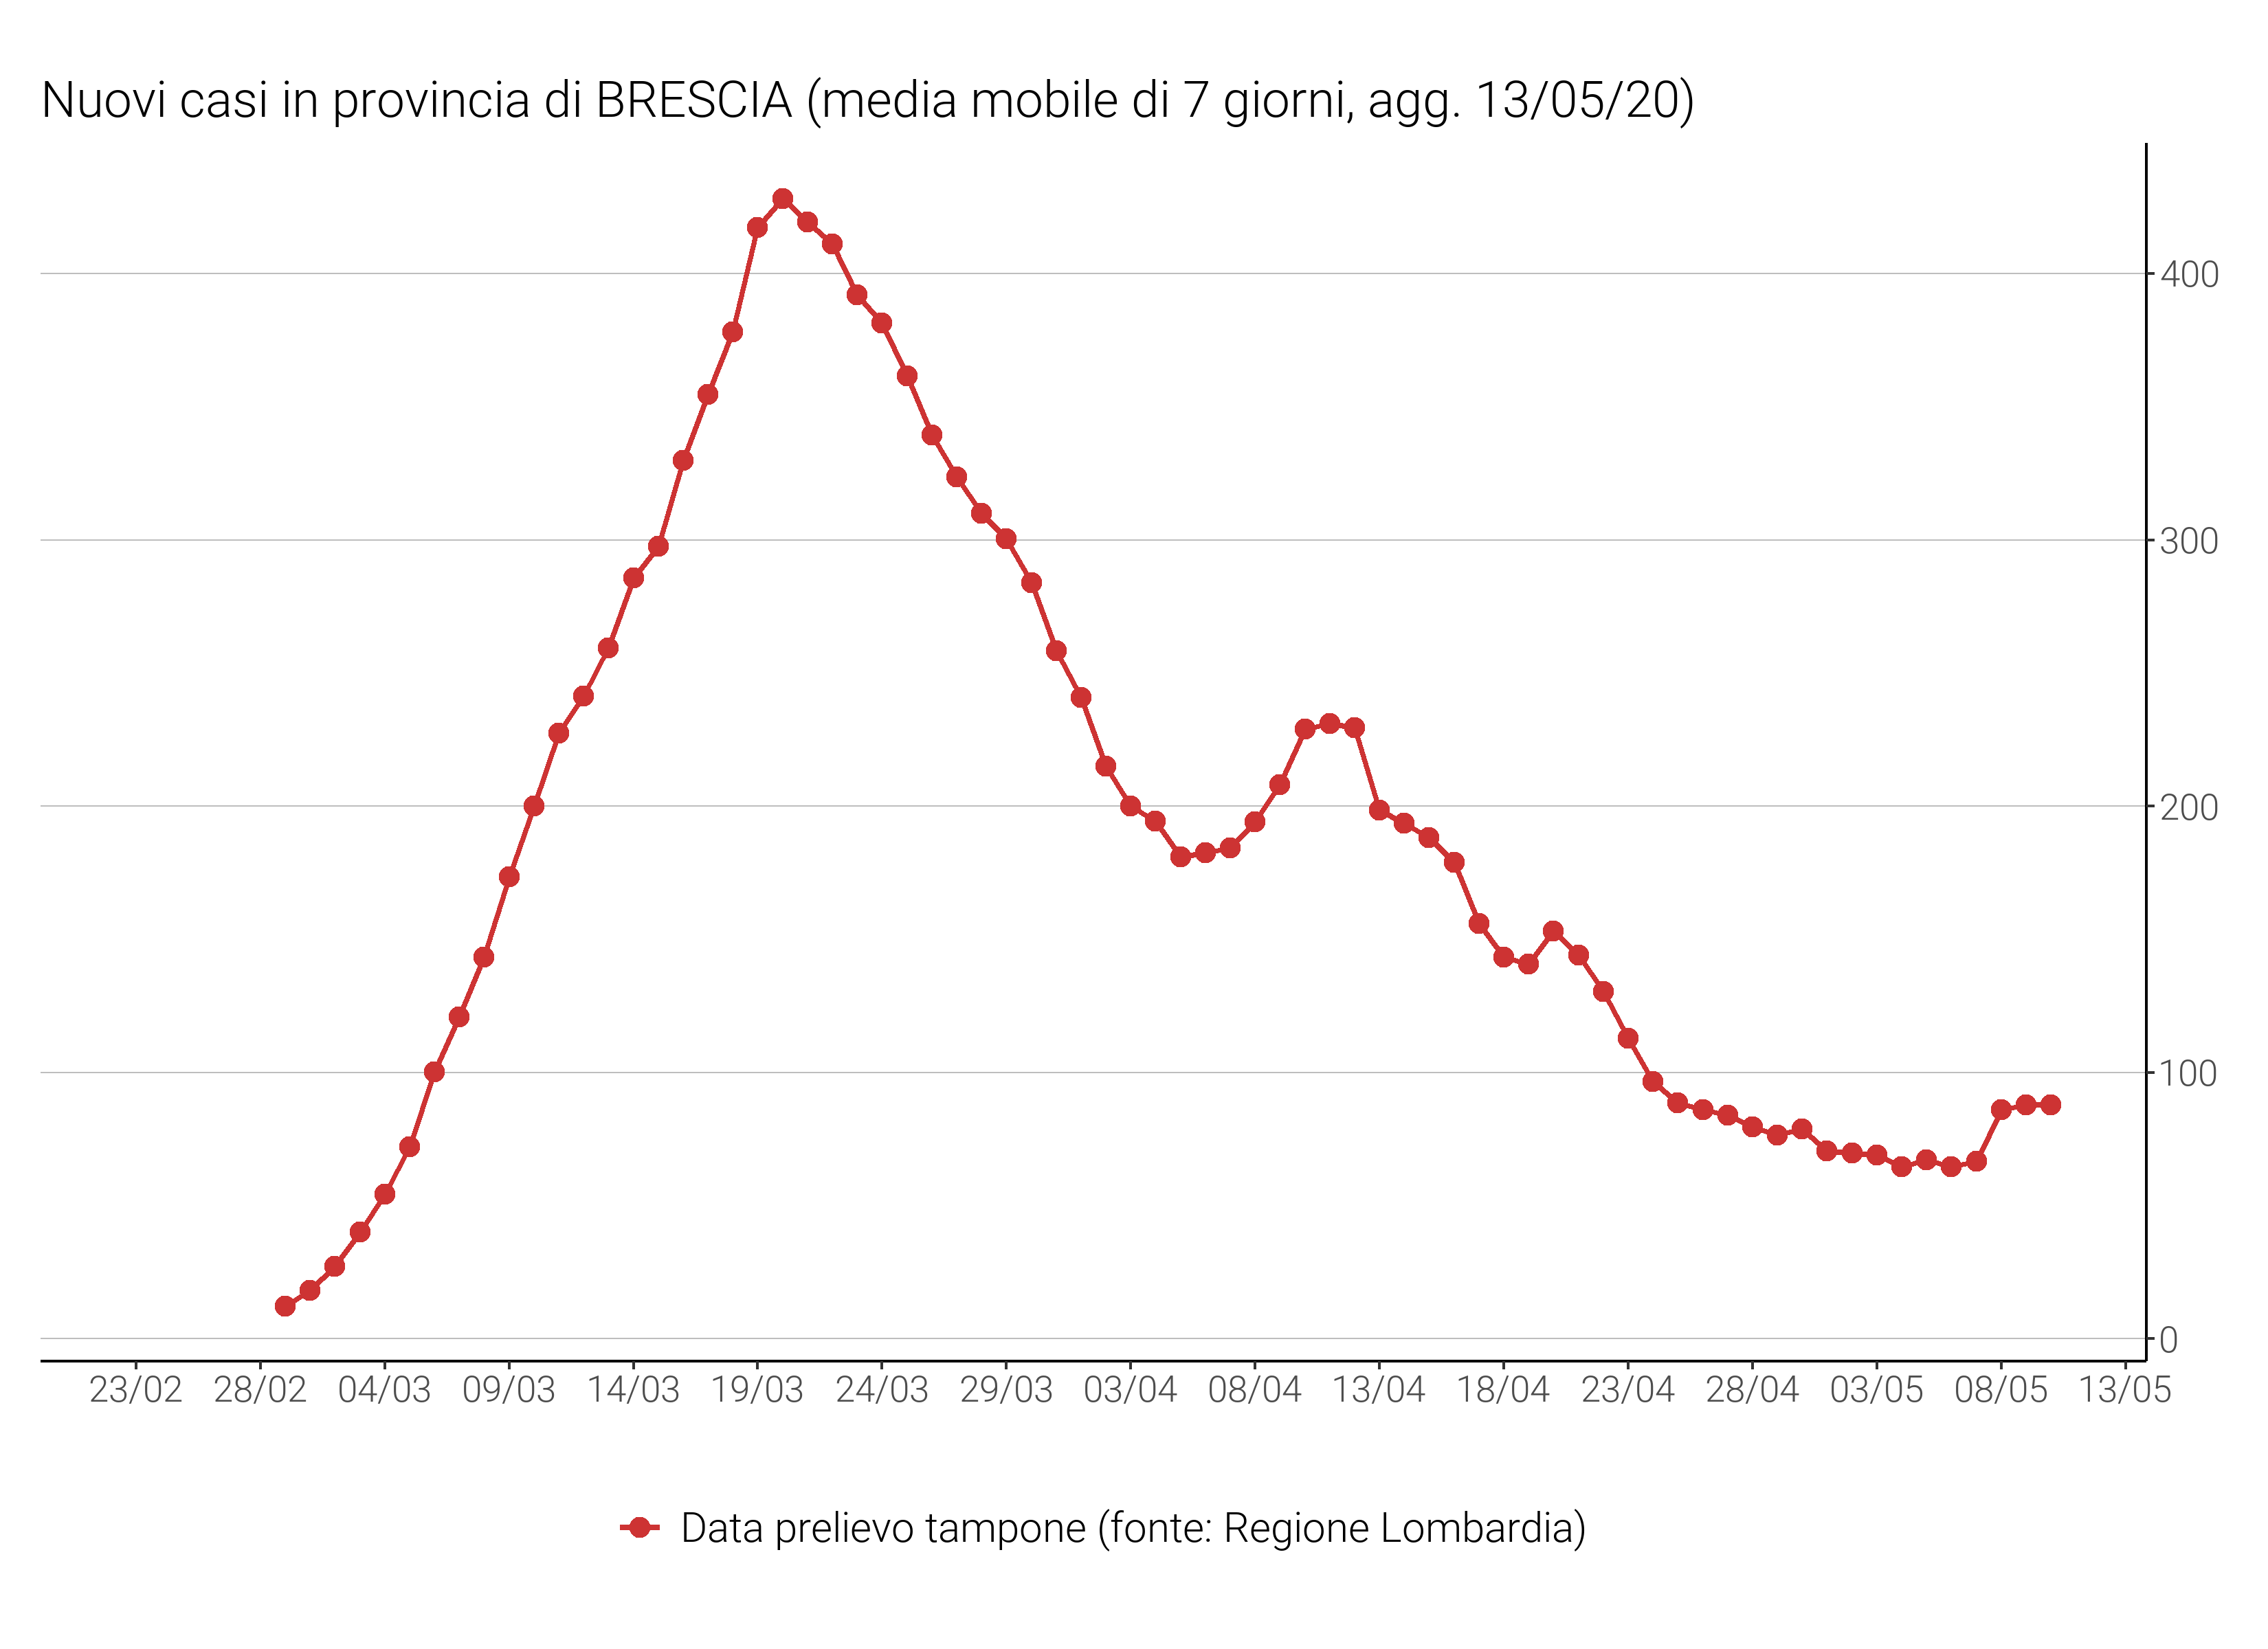 Nuovi casi in provincia di BRESCIA (media mobile di 7 giorni, agg. 13/05/20)
400
300
200
100
0
23/02 28/02 04/03 09/03 14/03 19/03 24/03 29/03 03/04 08/04 13/04 18/04 23/04 28/04 03/05 08/05 13/05
Data prelievo tampone (fonte: Regione Lombardia)